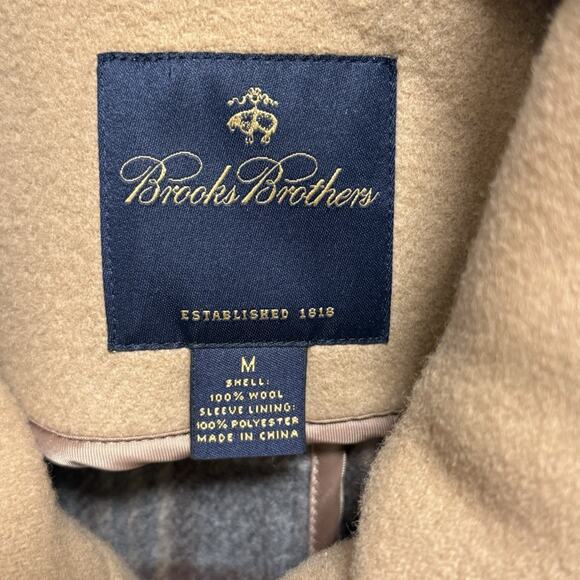 Brooks Brothers
ESTABLISHED 1818
M
SHELL:
100% WOOL
SLEEVE LINING:
100% POLYESTER
MADE IN CHINA